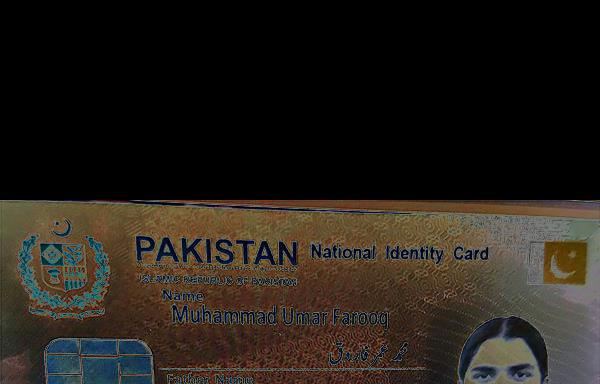 PAKISTAN National Identity Card
ISLAMIC REPUBLIC OF PAKISTAN
Name
Muhammad Umar Farooq
محمد عمر فاروق
Father Name